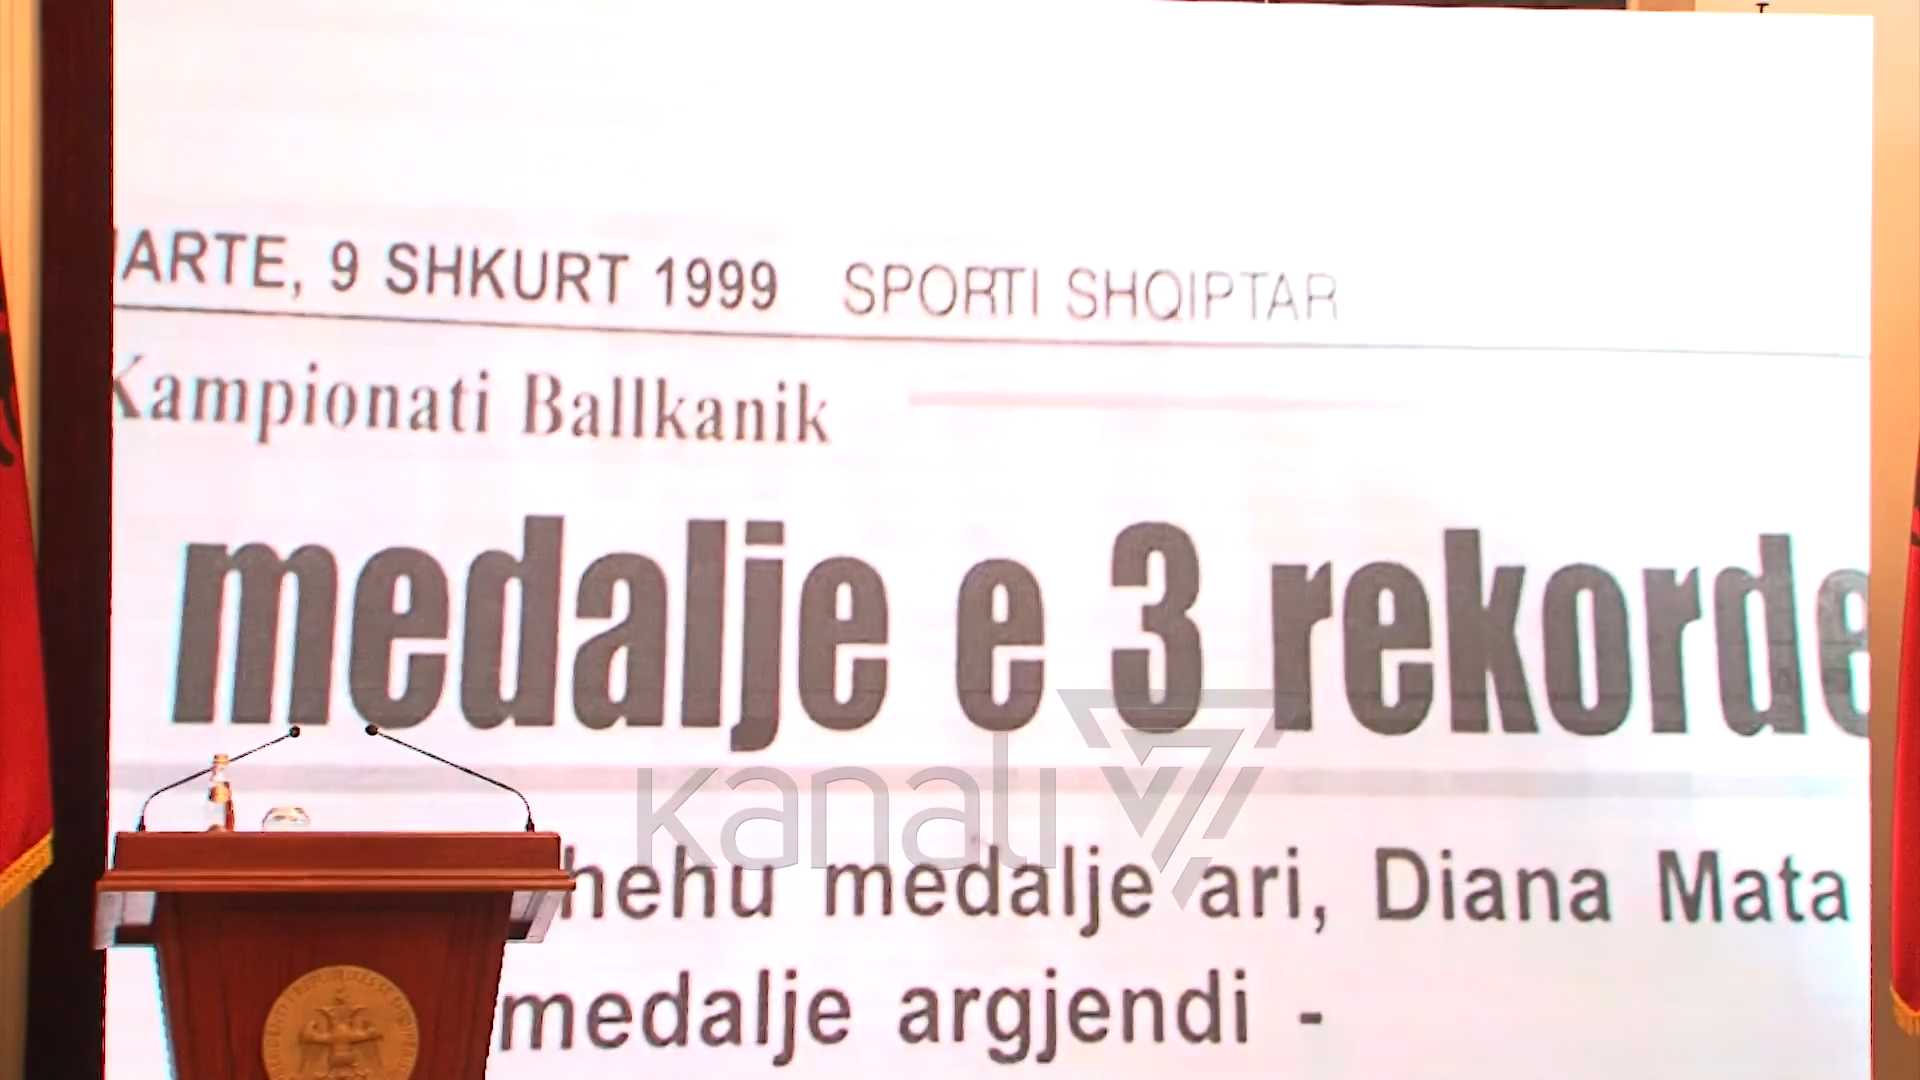 ARTE, 9 SHKURT 1999 SPORTI SHQIPTAR
Kampionati Ballkanik
medalje e 3 rekorde
hehu medalje ari, Diana Mata
medalje argjendi -
kanali 7